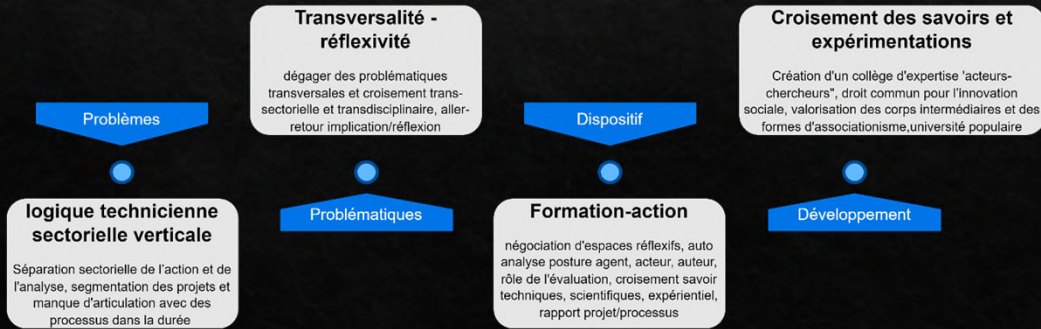 Problèmes
logique technicienne
sectorielle verticale
Séparation sectorielle de l'action et de
l'analyse, segmentation des projets et
manque d'articulation avec des
processus dans la durée
Transversalité -
réflexivité
dégager des problématiques
transversales et croisement trans-
sectorielle et transdisciplinaire, aller-
retour implication/réflexion
Problématiques
Dispositif
Formation-action
négociation d'espaces réflexifs, auto
analyse posture agent, acteur, auteur,
rôle de l'évaluation, croisement savoir
techniques, scientifiques, expérientiel,
rapport projet/processus
Croisement des savoirs et
expérimentations
Création d'un collège d'expertise 'acteurs-
chercheurs", droit commun pour l'innovation
sociale, valorisation des corps intermédiaires et des
formes d'associationisme,université populaire
Développement